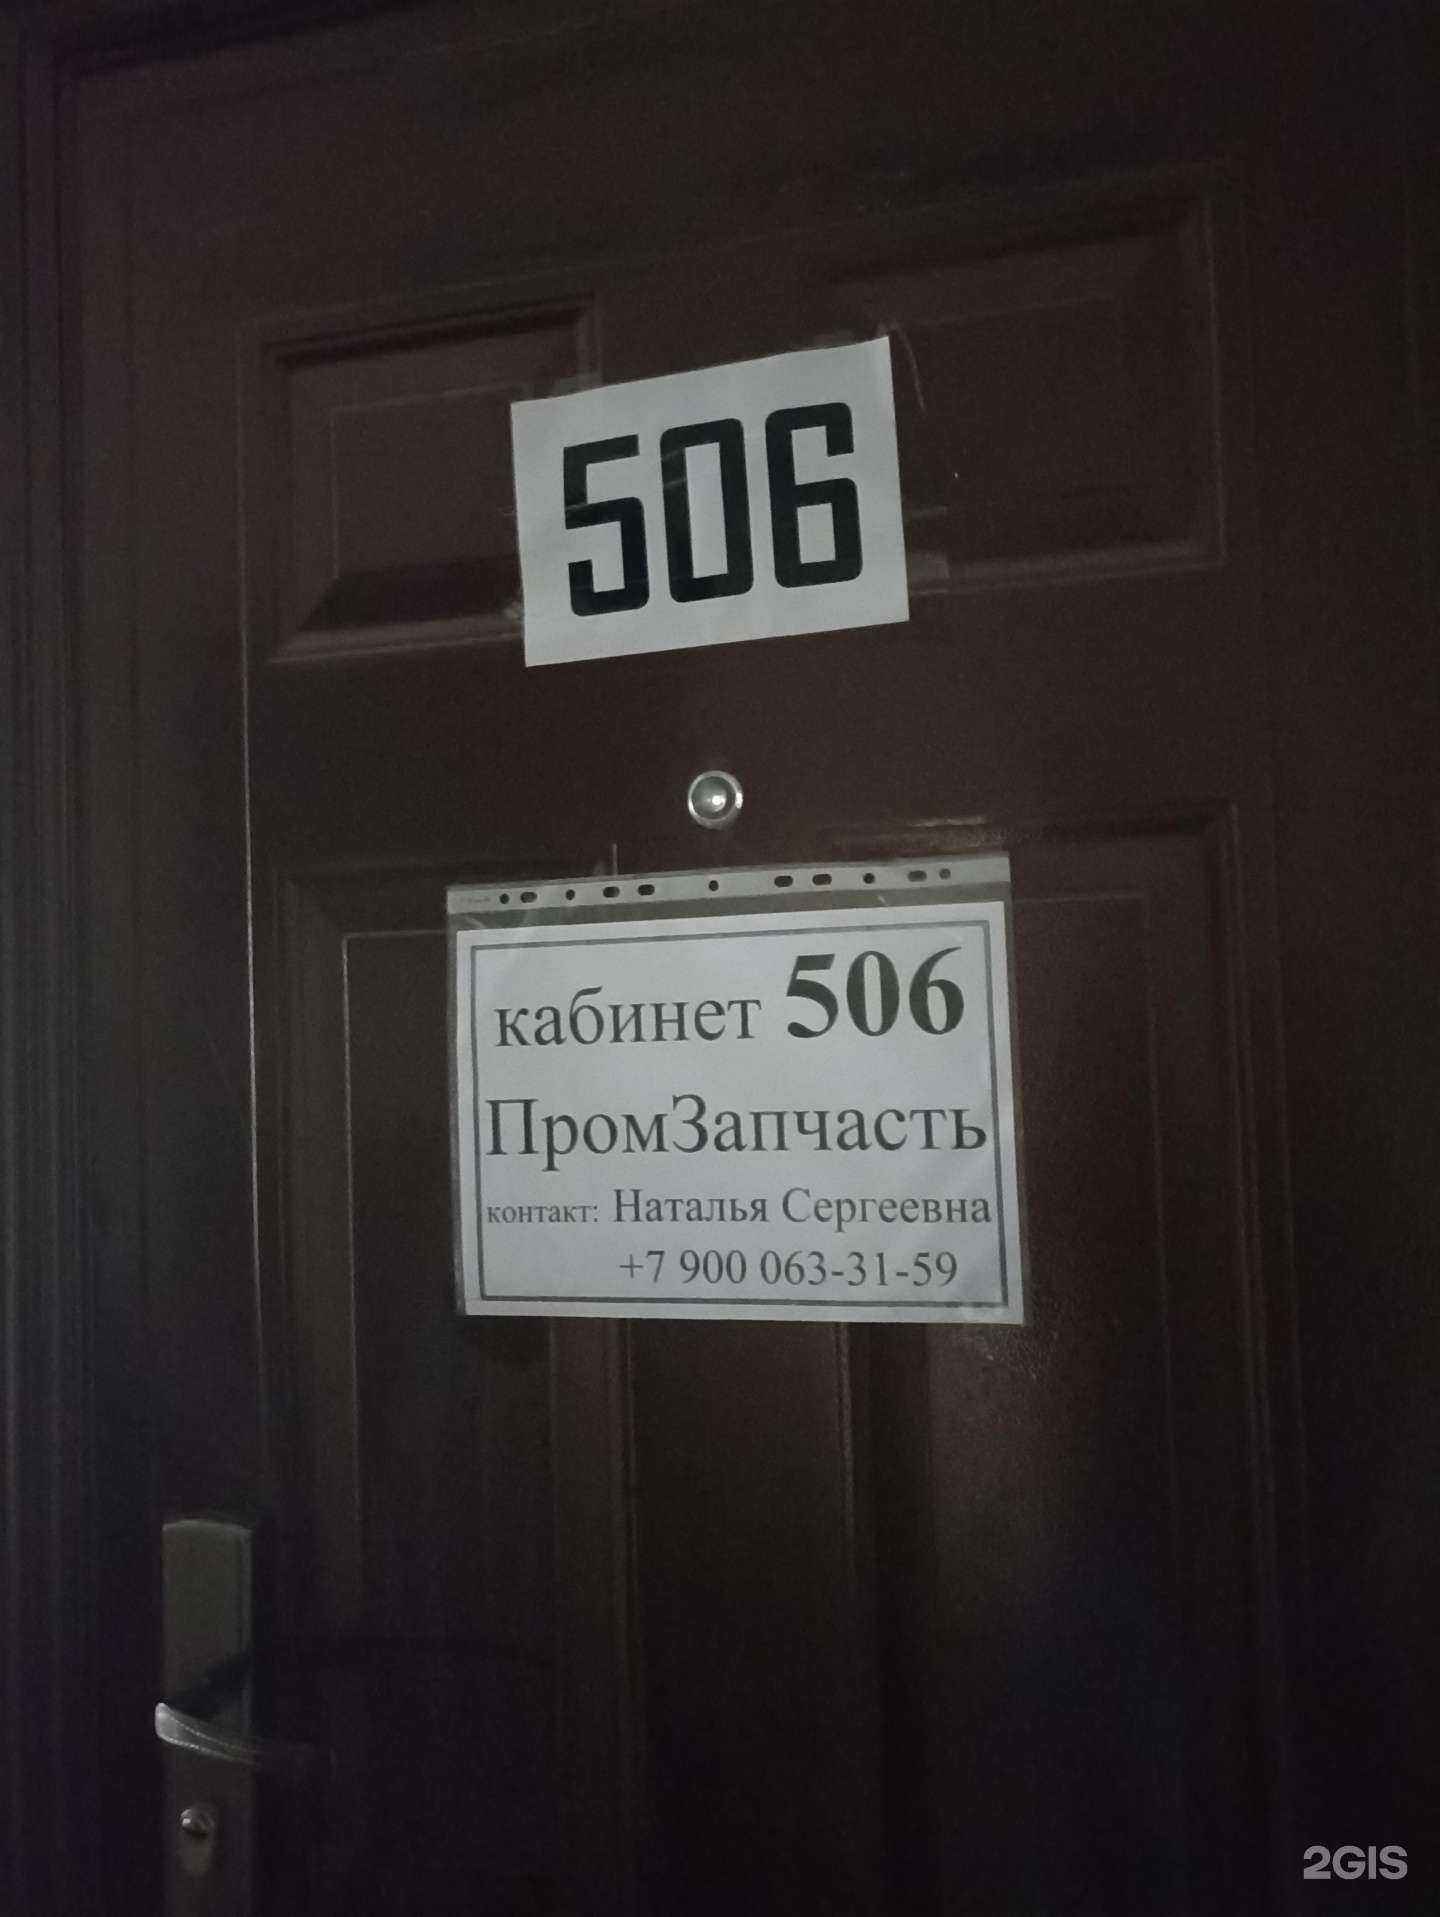 506
кабинет 506
ПромЗапчасть
контакт: Наталья Сергеевна
+7 900 063-31-59
2GIS